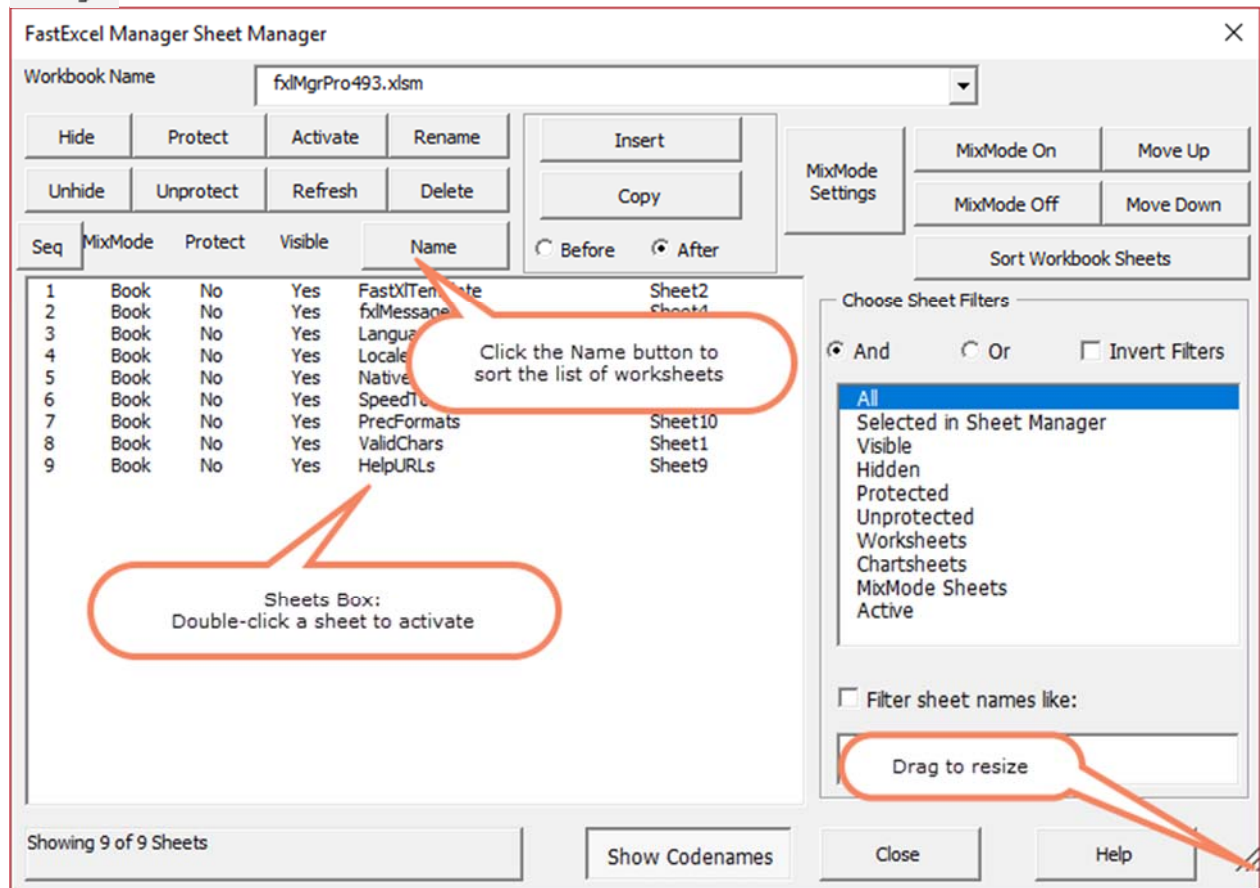 FastExcel Manager Sheet Manager
Workbook Name fxlMgrPro493.xlsm
Hide Protect Activate Rename Insert MixMode Settings MixMode On Move Up
Unhide Unprotect Refresh Delete Copy MixMode Off Move Down
Seq MixMode Protect Visible Name Before After Sort Workbook Sheets
1 Book No Yes Sheet2
2 Book No Yes fxlMessage
3 Book No Yes
4 Book No Yes Locale
5 Book No Yes Native
6 Book No Yes
7 Book No Yes PrecFormats Sheet10
8 Book No Yes ValidChars Sheet1
9 Book No Yes HelpURLs Sheet9
Click the Name button to
sort the list of worksheets
Sheets Box:
Double-click a sheet to activate
Choose Sheet Filters
And Or Invert Filters
All
Selected in Sheet Manager
Visible
Hidden
Protected
Unprotected
Worksheets
Chartsheets
MixMode Sheets
Active
Filter sheet names like:
Drag to resize
Showing 9 of 9 Sheets Show Codenames Close Help